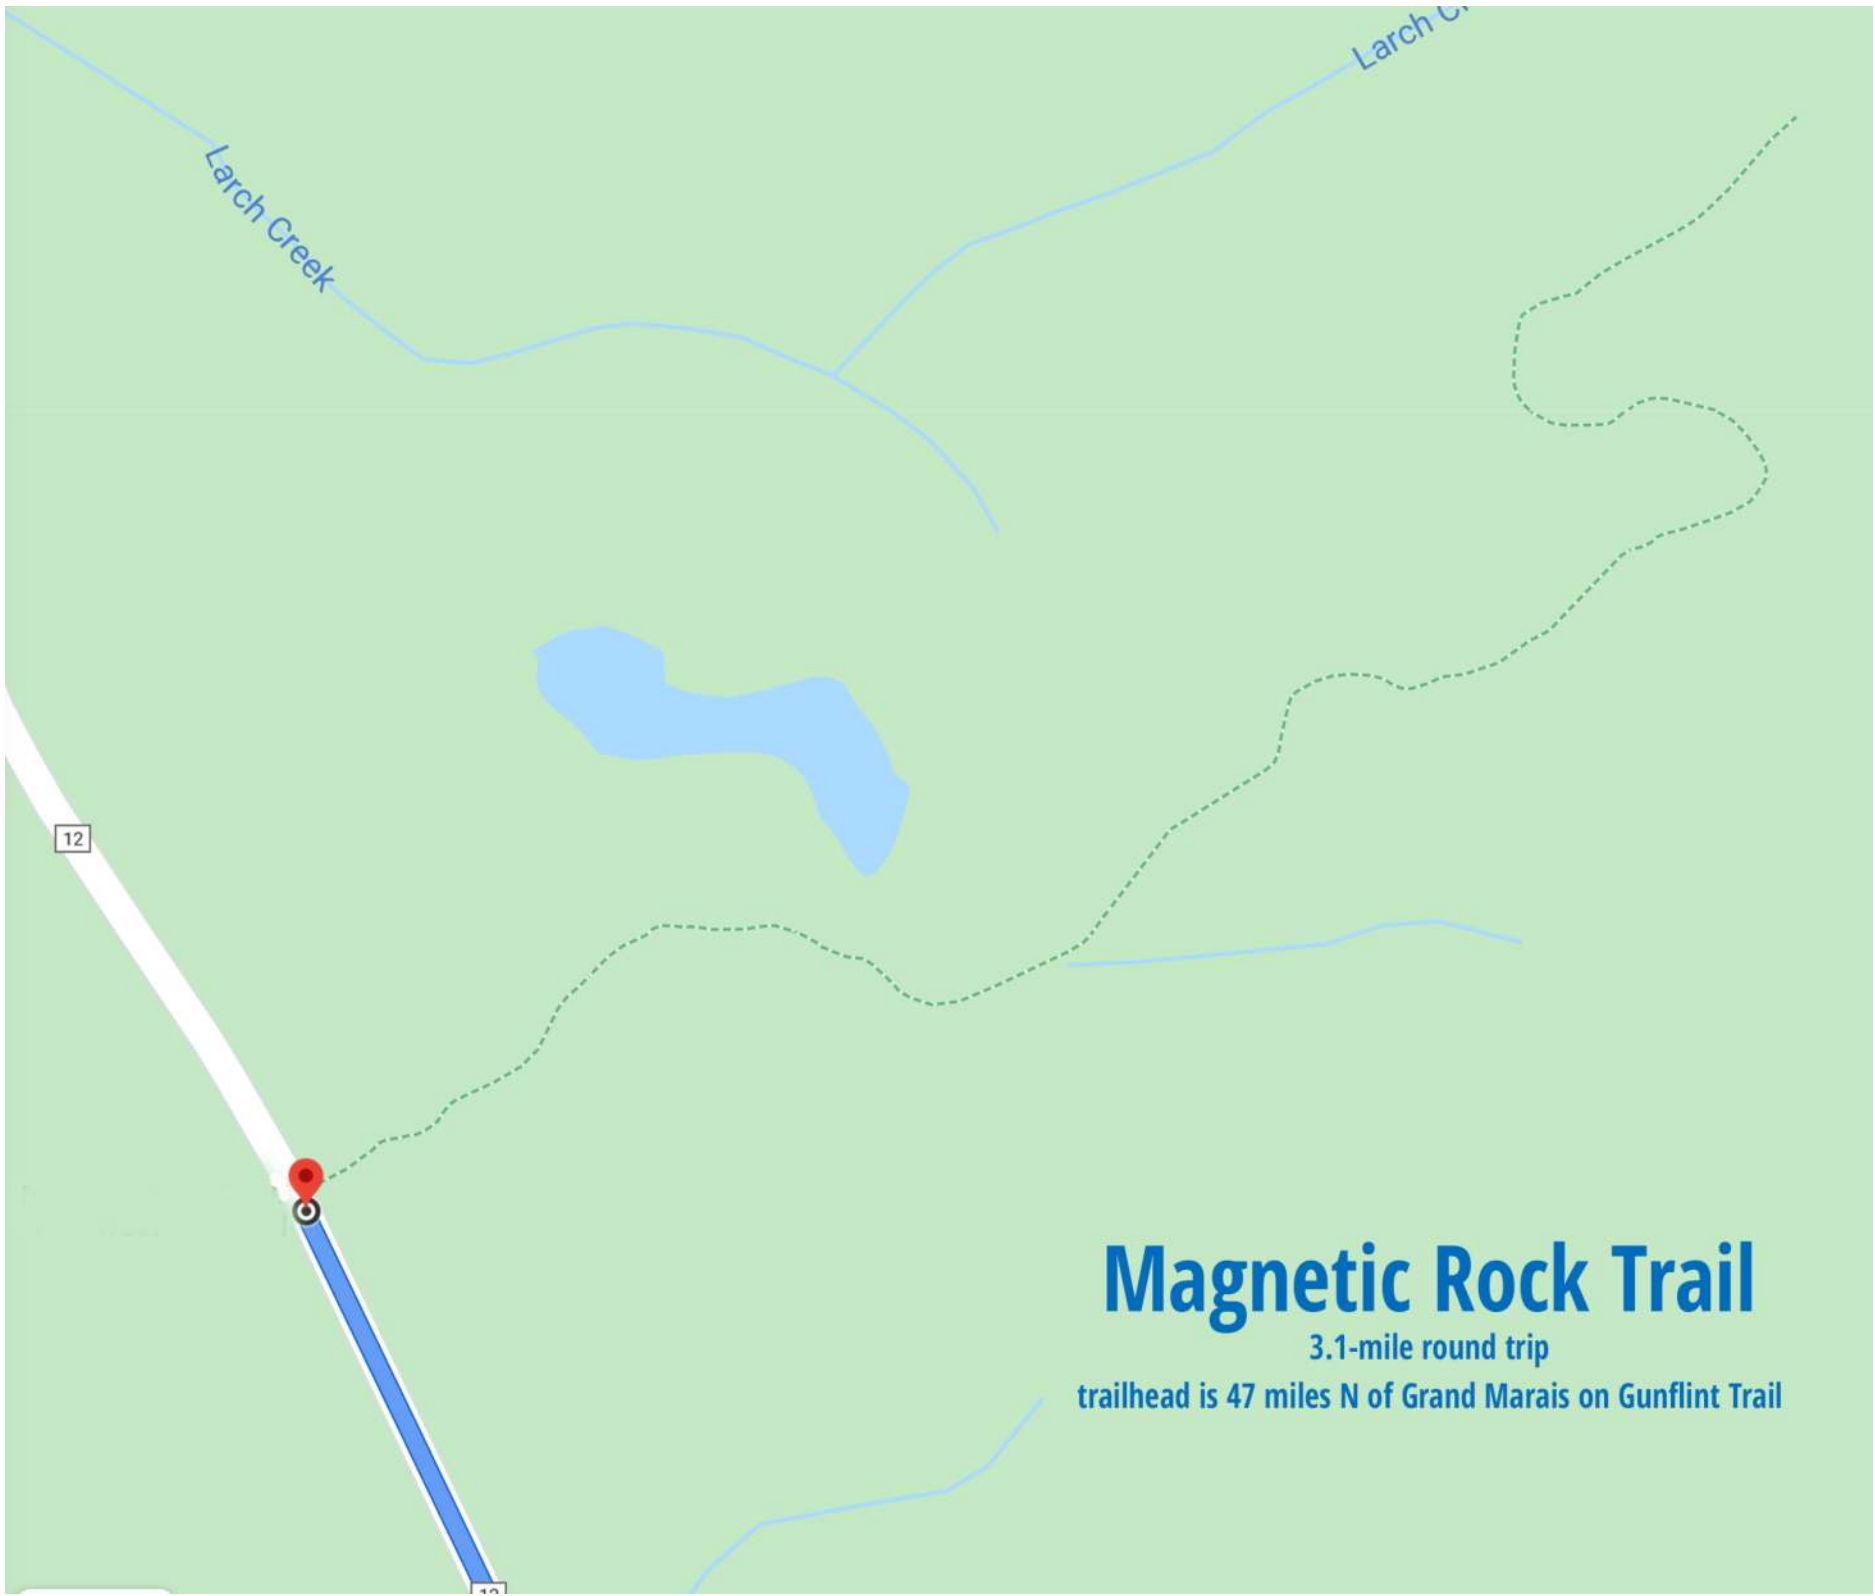 Larch
Larch Creek
12
Magnetic Rock Trail
3.1-mile round trip
trailhead is 47 miles N of Grand Marais on Gunflint Trail